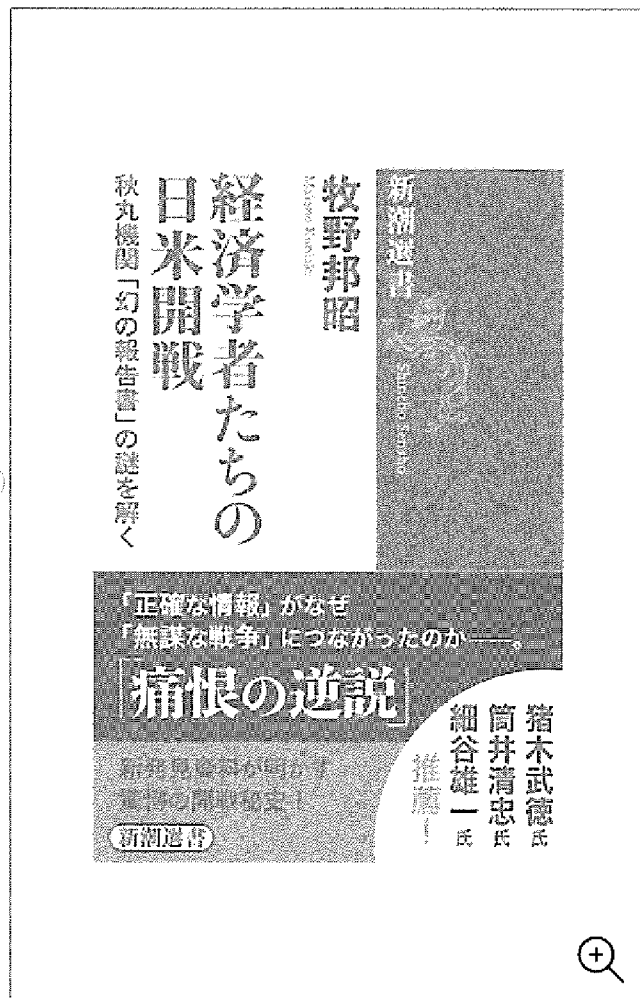 新潮選書
Shincho Sensho
牧野邦昭
Makino Kuniaki
経済学者たちの
日米開戦
秋丸機関「幻の報告書」の謎を解く
「正確な情報」がなぜ
「無謀な戦争」につながったのか──。
「痛恨の逆説」
猪木武徳氏
筒井清忠氏
細谷雄一氏
推薦！
新潮選書